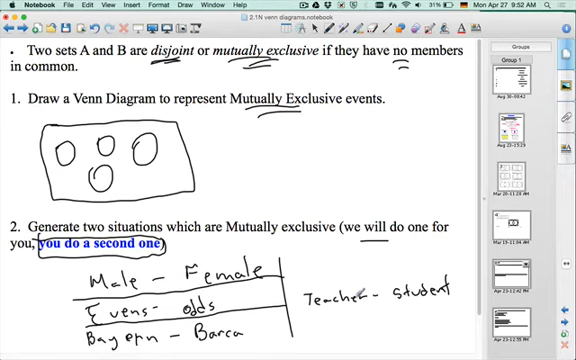 Notebook File Edit View Insert Format Tools Help
31% Mon Apr 27 9:52 AM
2.1N venn diagrams.notebook
• Two sets A and B are disjoint or mutually exclusive if they have no members
in common.
1. Draw a Venn Diagram to represent Mutually Exclusive events.
2. Generate two situations which are Mutually exclusive (we will do one for
you, you do a second one)
Male - Female
Evens- odds
Bayern - Barca
Teacher- Student
Groups
Group 1